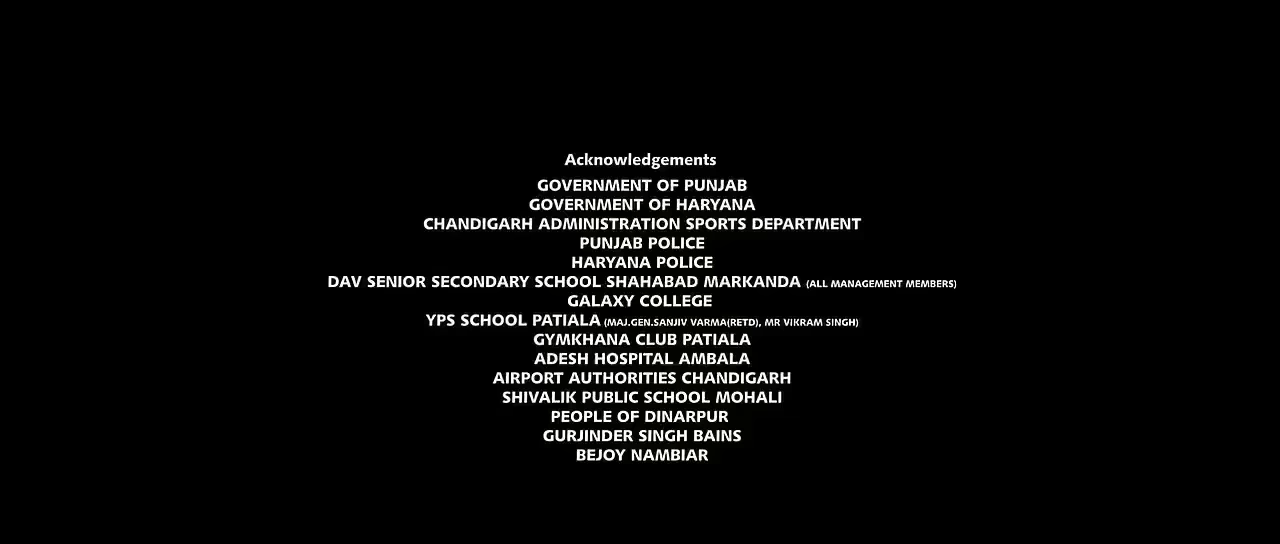 Acknowledgements
GOVERNMENT OF PUNJAB
GOVERNMENT OF HARYANA
CHANDIGARH ADMINISTRATION SPORTS DEPARTMENT
PUNJAB POLICE
HARYANA POLICE
DAV SENIOR SECONDARY SCHOOL SHAHABAD MARKANDA (ALL MANAGEMENT MEMBERS)
GALAXY COLLEGE
YPS SCHOOL PATIALA (MAJ.GEN.SANJIV VARMA(RETD), MR VIKRAM SINGH)
GYMKHANA CLUB PATIALA
ADESH HOSPITAL AMBALA
AIRPORT AUTHORITIES CHANDIGARH
SHIVALIK PUBLIC SCHOOL MOHALI
PEOPLE OF DINARPUR
GURJINDER SINGH BAINS
BEJOY NAMBIAR